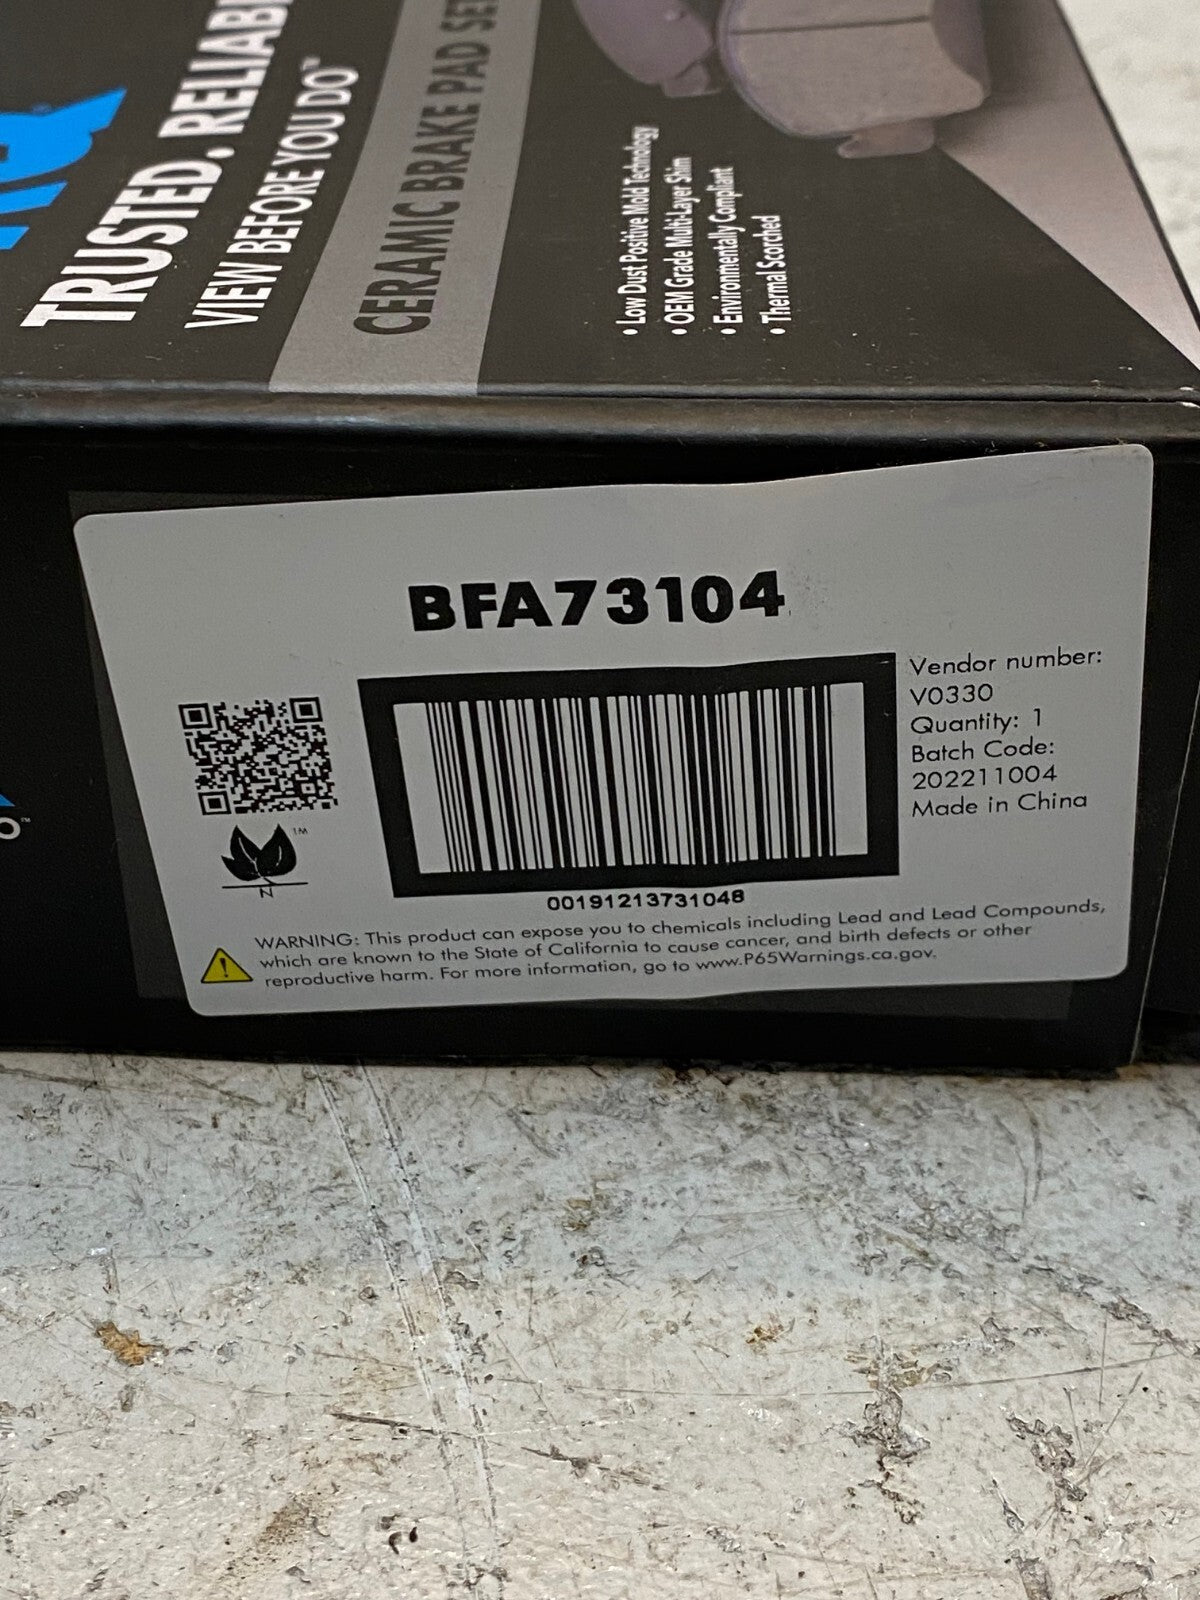 TRUSTED. RELIAB
VIEW BEFORE YOU DO™
CERAMIC BRAKE PAD SET
• Low Dust Positive Mold Technology
• OEM Grade Multi-Layer Shim
• Environmentally Compliant
• Thermal Scorched
BFA73104
Vendor number:
V0330
Quantity: 1
Batch Code:
202211004
Made in China
TM
N
00191213731048
WARNING: This product can expose you to chemicals including Lead and Lead Compounds,
which are known to the State of California to cause cancer, and birth defects or other
reproductive harm. For more information, go to www.P65Warnings.ca.gov.